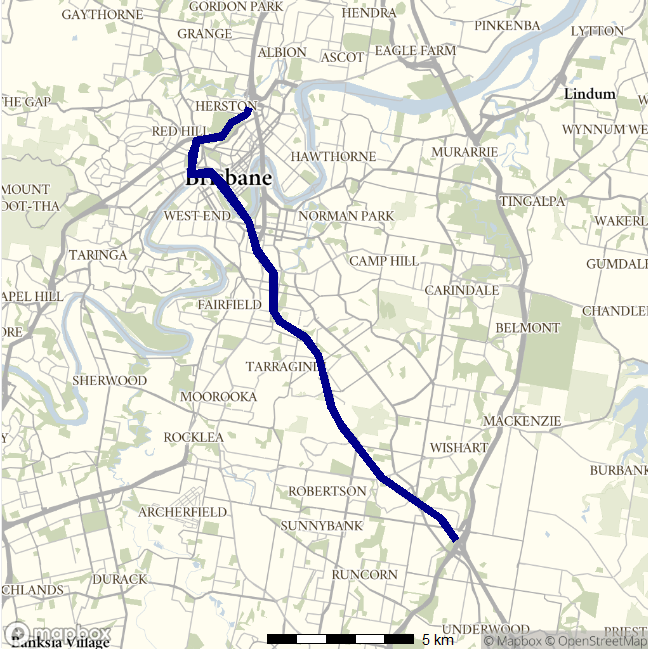 GORDON PARK
HENDRA
GAYTHORNE
PINKENBA
GRANGE
LYTTON
ALBION
ASCOT
EAGLE FARM
Lindum
THE GAP
HERSTON
RED HILL
WYNNUM WE
HAWTHORNE
MURARRIE
Brisbane
MOUNT
OOT-THA
TINGALPA
WEST END
NORMAN PARK
WAKERL
TARINGA
CAMP HILL
GUMDALE
APEL HILL
CARINDALE
FAIRFIELD
CHANDLER
ORE
BELMONT
TARRAGINDI
SHERWOOD
MOOROOKA
MACKENZIE
ROCKLEA
WISHART
BURBANK
ROBERTSON
ARCHERFIELD
SUNNYBANK
RUNCORN
DURACK
CHLANDS
UNDERWOOD
PRIEST
mapbox
Banksia Village
5 km
© Mapbox © OpenStreetMap